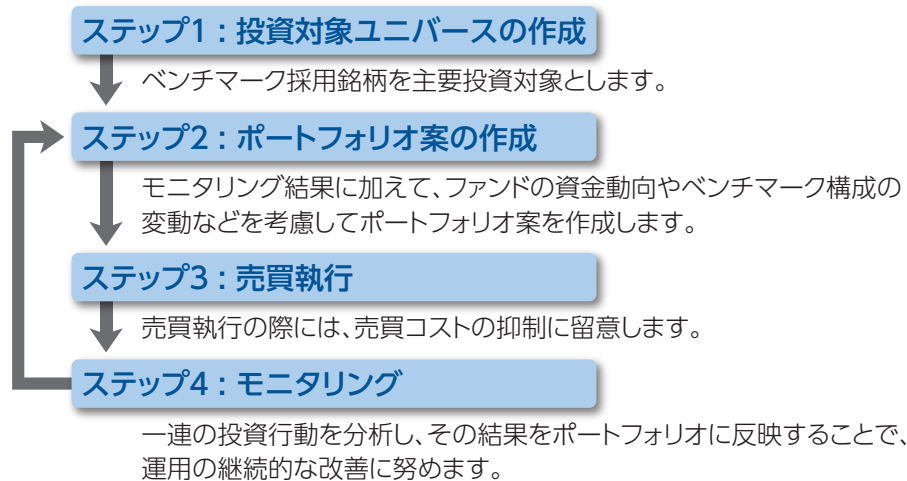 ステップ1：投資対象ユニバースの作成
ベンチマーク採用銘柄を主要投資対象とします。
ステップ2：ポートフォリオ案の作成
モニタリング結果に加えて、ファンドの資金動向やベンチマーク構成の
変動などを考慮してポートフォリオ案を作成します。
ステップ3：売買執行
売買執行の際には、売買コストの抑制に留意します。
ステップ4：モニタリング
一連の投資行動を分析し、その結果をポートフォリオに反映することで、
運用の継続的な改善に努めます。